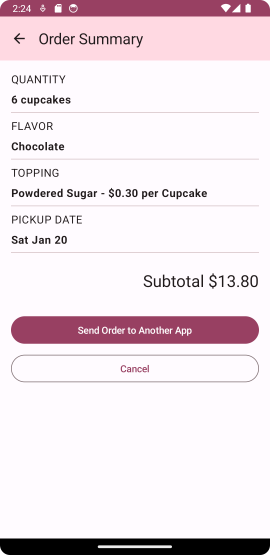 2:24
Order Summary
QUANTITY
6 cupcakes
FLAVOR
Chocolate
TOPPING
Powdered Sugar - $0.30 per Cupcake
PICKUP DATE
Sat Jan 20
Subtotal $13.80
Send Order to Another App
Cancel